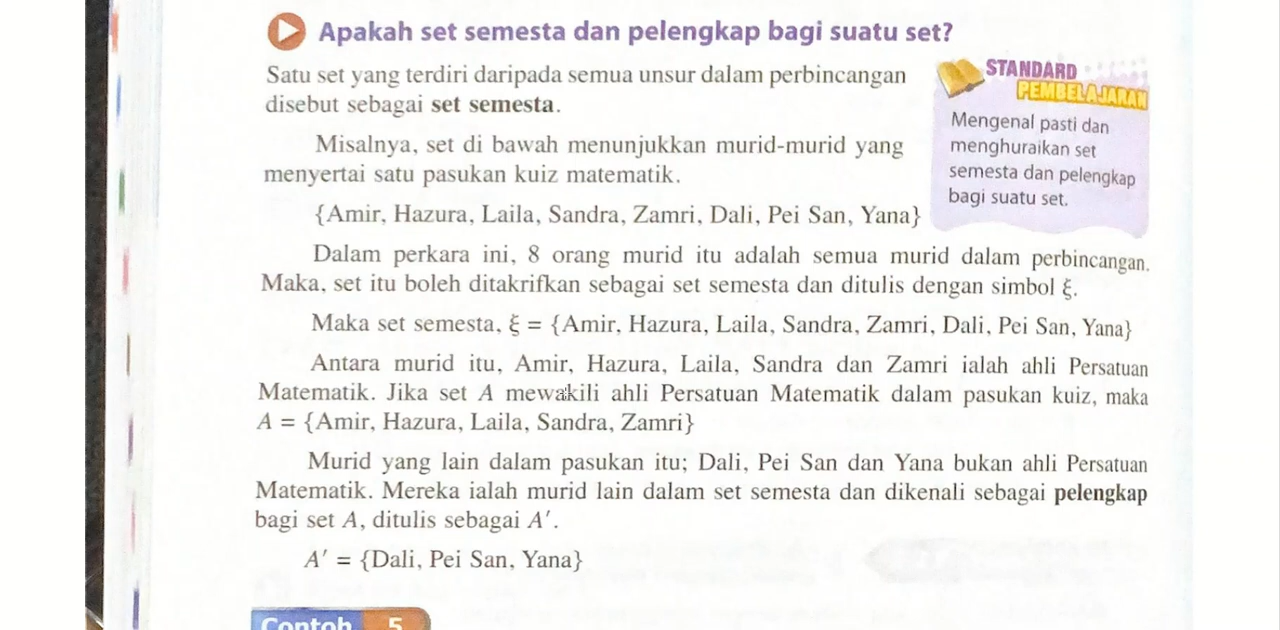 Apakah set semesta dan pelengkap bagi suatu set?
Satu set yang terdiri daripada semua unsur dalam perbincangan
disebut sebagai set semesta.
Misalnya, set di bawah menunjukkan murid-murid yang
menyertai satu pasukan kuiz matematik.
{Amir, Hazura, Laila, Sandra, Zamri, Dali, Pei San, Yana}
STANDARD
PEMBELAJARAN
Mengenal pasti dan
menghuraikan set
semesta dan pelengkap
bagi suatu set.
Dalam perkara ini, 8 orang murid itu adalah semua murid dalam perbincangan.
Maka, set itu boleh ditakrifkan sebagai set semesta dan ditulis dengan simbol ξ.
Maka set semesta, ξ = {Amir, Hazura, Laila, Sandra, Zamri, Dali, Pei San, Yana}
Antara murid itu, Amir, Hazura, Laila, Sandra dan Zamri ialah ahli Persatuan
Matematik. Jika set A mewakili ahli Persatuan Matematik dalam pasukan kuiz, maka
A = {Amir, Hazura, Laila, Sandra, Zamri}
Murid yang lain dalam pasukan itu; Dali, Pei San dan Yana bukan ahli Persatuan
Matematik. Mereka ialah murid lain dalam set semesta dan dikenali sebagai pelengkap
bagi set A, ditulis sebagai A′.
A′ = {Dali, Pei San, Yana}
Contoh 5